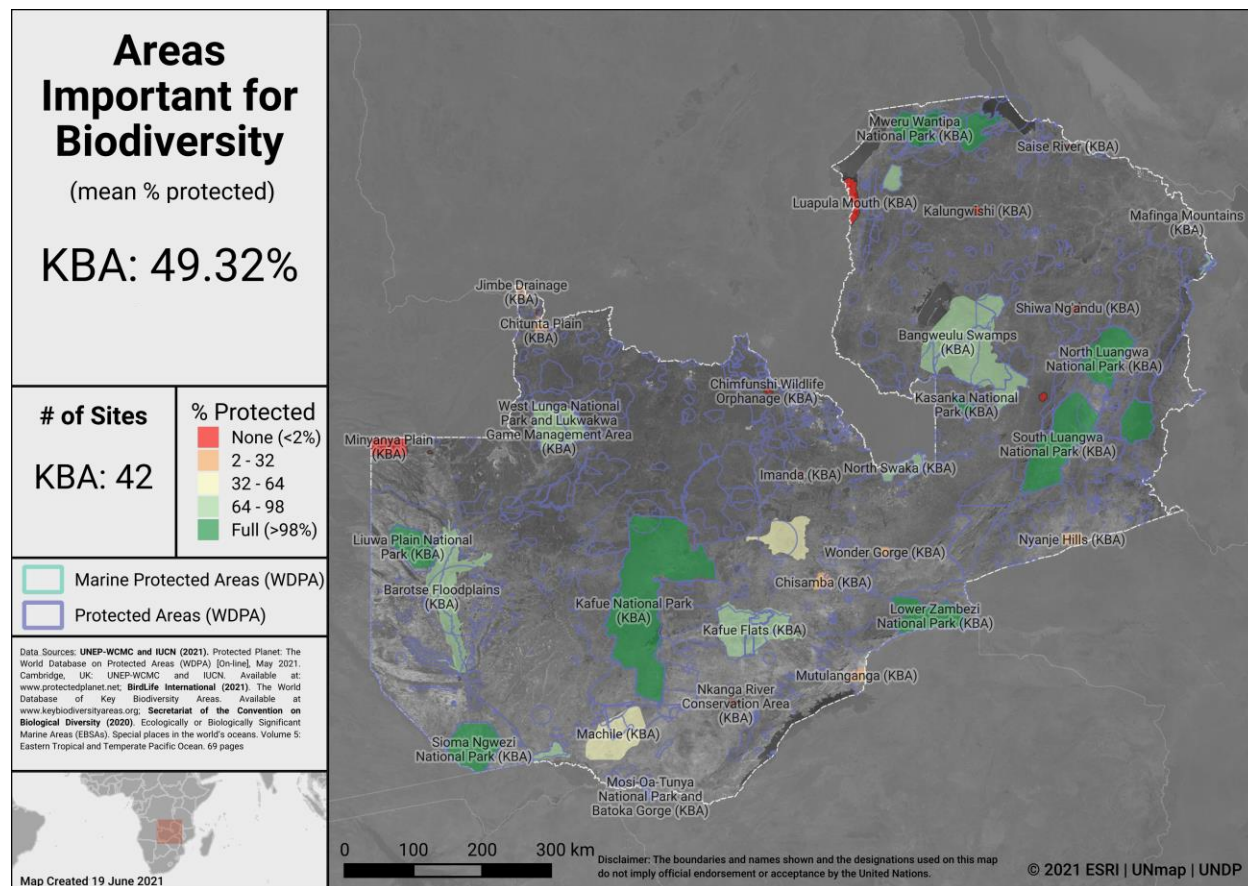 Areas
Important for
Biodiversity
(mean % protected)
KBA: 49.32%
# of Sites
KBA: 42
% Protected
None (<2%)
2 - 32
32 - 64
64 - 98
Full (>98%)
Marine Protected Areas (WDPA)
Protected Areas (WDPA)
Data Sources: UNEP-WCMC and IUCN (2021). Protected Planet: The
World Database on Protected Areas (WDPA) [On-line], May 2021.
Cambridge, UK: UNEP-WCMC and IUCN. Available at:
www.protectedplanet.net; BirdLife International (2021). The World
Database of Key Biodiversity Areas. Available at
www.keybiodiversityareas.org; Secretariat of the Convention on
Biological Diversity (2020). Ecologically or Biologically Significant
Marine Areas (EBSAs). Special places in the world's oceans. Volume 5:
Eastern Tropical and Temperate Pacific Ocean. 69 pages
Map Created 19 June 2021
Mweru Wantipa
National Park (KBA)
Saise River (KBA)
Luapula Mouth (KBA)
Kalungwishi (KBA)
Mafinga Mountains
(KBA)
Jimbe Drainage
(KBA)
Chitunta Plain
(KBA)
Shiwa Ng'andu (KBA)
Bangweulu Swamps
(KBA)
North Luangwa
National Park (KBA)
Chimfunshi Wildlife
Orphanage (KBA)
Kasanka National
Park (KBA)
West Lunga National
Park and Lukwakwa
Game Management Area
(KBA)
Minyanya Plain
(KBA)
South Luangwa
National Park (KBA)
Imanda (KBA)
North Swaka (KBA)
Liuwa Plain National
Park (KBA)
Nyanje Hills (KBA)
Wonder Gorge (KBA)
Barotse Floodplains
(KBA)
Chisamba (KBA)
Kafue National Park
(KBA)
Lower Zambezi
National Park (KBA)
Kafue Flats (KBA)
Mutulanganga (KBA)
Nkanga River
Conservation Area
(KBA)
Machile (KBA)
Sioma Ngwezi
National Park (KBA)
Mosi-Oa-Tunya
National Park and
Batoka Gorge (KBA)
0 100 200 300 km
Disclaimer: The boundaries and names shown and the designations used on this map
do not imply official endorsement or acceptance by the United Nations.
© 2021 ESRI | UNmap | UNDP